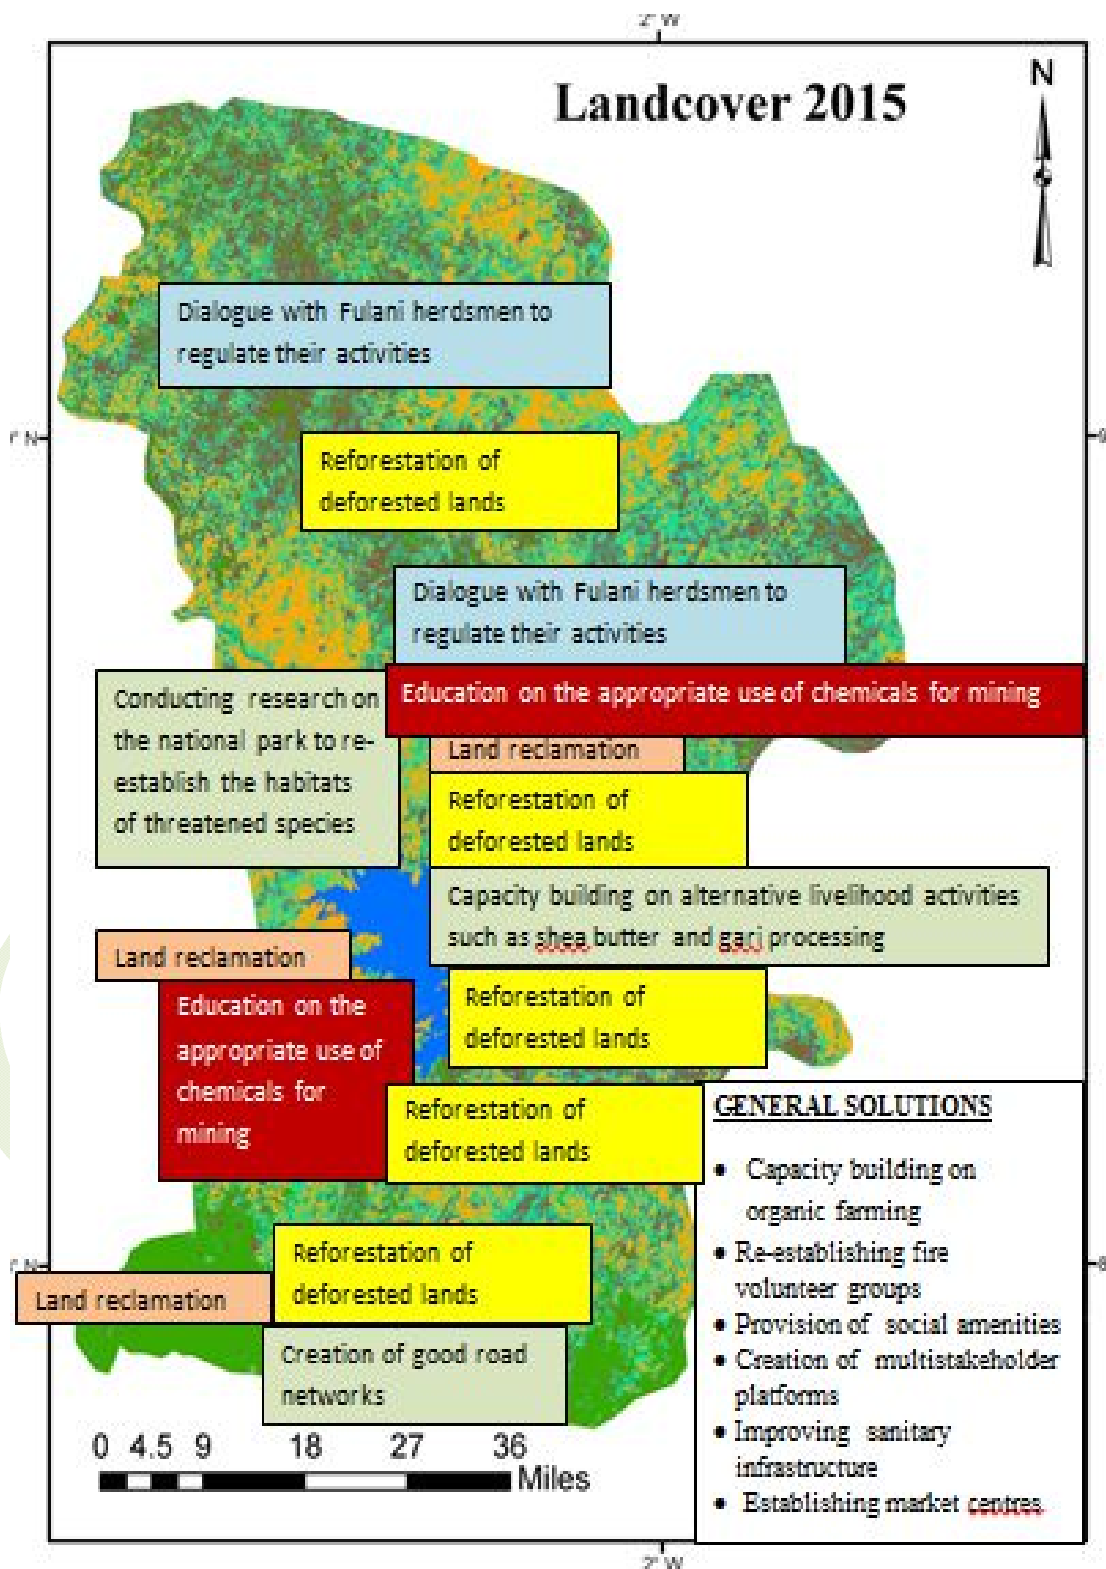 2° W
Landcover 2015
N
Dialogue with Fulani herdsmen to
regulate their activities
° N
9
Reforestation of
deforested lands
Dialogue with Fulani herdsmen to
regulate their activities
Education on the appropriate use of chemicals for mining
Conducting research on
the national park to re-
establish the habitats
of threatened species
Land reclamation
Reforestation of
deforested lands
Capacity building on alternative livelihood activities
such as shea butter and gari processing
Land reclamation
Education on the
appropriate use of
chemicals for
mining
Reforestation of
deforested lands
Reforestation of
deforested lands
GENERAL SOLUTIONS
• Capacity building on
organic farming
• Re-establishing fire
volunteer groups
• Provision of social amenities
• Creation of multistakeholder
platforms
• Improving sanitary
infrastructure
• Establishing market centres
Reforestation of
deforested lands
° N
8
Land reclamation
Creation of good road
networks
0 4.5 9 18 27 36
Miles
2° W